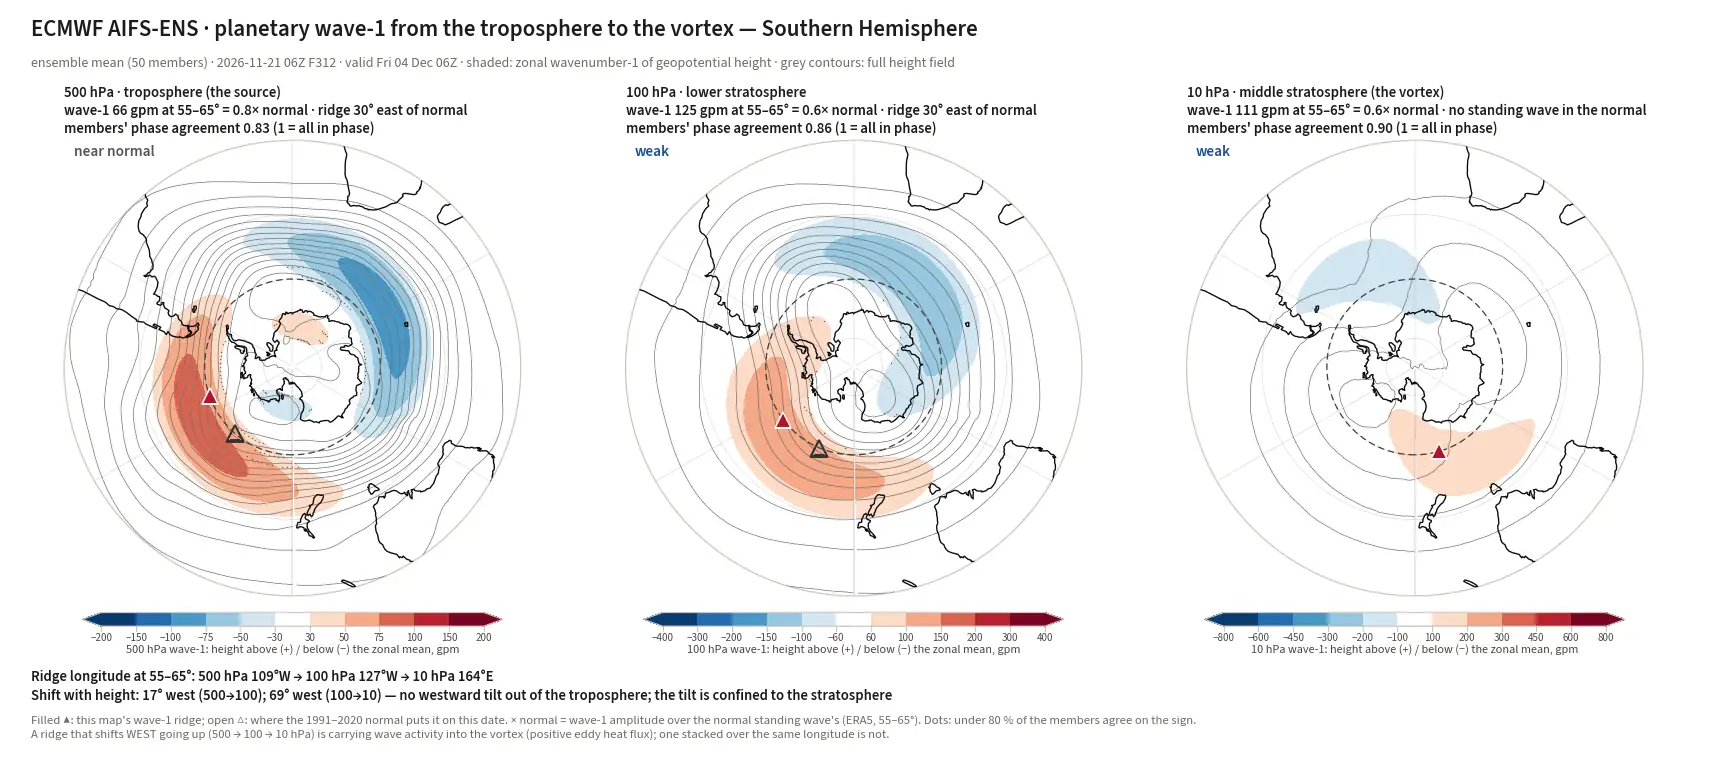 ECMWF AIFS-ENS · planetary wave-1 from the troposphere to the vortex — Southern Hemisphere
ensemble mean (50 members) · 2026-11-21 06Z F312 · valid Fri 04 Dec 06Z · shaded: zonal wavenumber-1 of geopotential height · grey contours: full height field
500 hPa · troposphere (the source)
wave-1 66 gpm at 55–65° = 0.8× normal · ridge 30° east of normal
members' phase agreement 0.83 (1 = all in phase)
near normal
100 hPa · lower stratosphere
wave-1 125 gpm at 55–65° = 0.6× normal · ridge 30° east of normal
members' phase agreement 0.86 (1 = all in phase)
weak
10 hPa · middle stratosphere (the vortex)
wave-1 111 gpm at 55–65° = 0.6× normal · no standing wave in the normal
members' phase agreement 0.90 (1 = all in phase)
weak
−200 −150 −100 −75 −50 −30 30 50 75 100 150 200
500 hPa wave-1: height above (+) / below (−) the zonal mean, gpm
−400 −300 −200 −150 −100 −60 60 100 150 200 300 400
100 hPa wave-1: height above (+) / below (−) the zonal mean, gpm
−800 −600 −450 −300 −200 −100 100 200 300 450 600 800
10 hPa wave-1: height above (+) / below (−) the zonal mean, gpm
Ridge longitude at 55–65°: 500 hPa 109°W → 100 hPa 127°W → 10 hPa 164°E
Shift with height: 17° west (500→100); 69° west (100→10) — no westward tilt out of the troposphere; the tilt is confined to the stratosphere
Filled ▲: this map's wave-1 ridge; open △: where the 1991–2020 normal puts it on this date. × normal = wave-1 amplitude over the normal standing wave's (ERA5, 55–65°). Dots: under 80 % of the members agree on the sign.
A ridge that shifts WEST going up (500 → 100 → 10 hPa) is carrying wave activity into the vortex (positive eddy heat flux); one stacked over the same longitude is not.